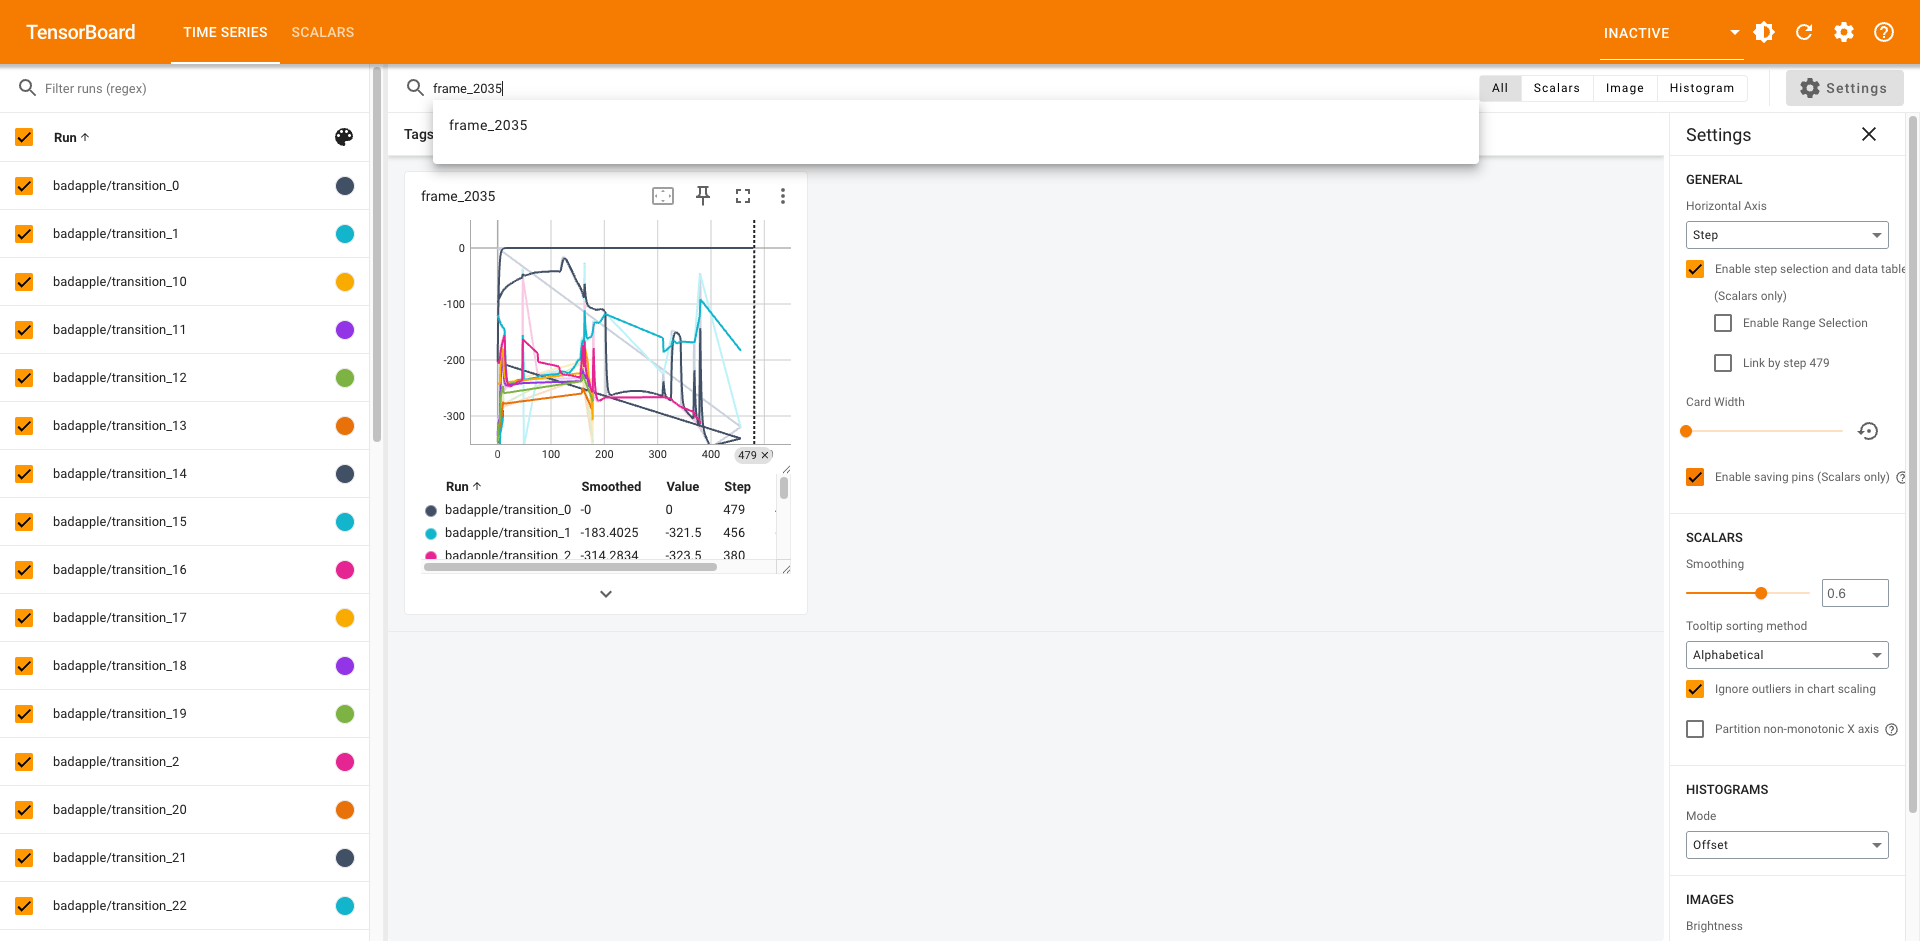 TensorBoard
TIME SERIES
SCALARS
INACTIVE
Filter runs (regex)
frame_2035
All
Scalars
Image
Histogram
Settings
frame_2035
Run
Tags
Settings
badapple/transition_0
badapple/transition_1
badapple/transition_10
badapple/transition_11
badapple/transition_12
badapple/transition_13
badapple/transition_14
badapple/transition_15
badapple/transition_16
badapple/transition_17
badapple/transition_18
badapple/transition_19
badapple/transition_2
badapple/transition_20
badapple/transition_21
badapple/transition_22
frame_2035
0
-100
-200
-300
0 100 200 300 400 479
Run Smoothed Value Step
badapple/transition_0 -0 0 479
badapple/transition_1 -183.4025 -321.5 456
badapple/transition_2 -314.2834 -323.5 380
GENERAL
Horizontal Axis
Step
Enable step selection and data table
(Scalars only)
Enable Range Selection
Link by step 479
Card Width
Enable saving pins (Scalars only)
SCALARS
Smoothing
0.6
Tooltip sorting method
Alphabetical
Ignore outliers in chart scaling
Partition non-monotonic X axis
HISTOGRAMS
Mode
Offset
IMAGES
Brightness